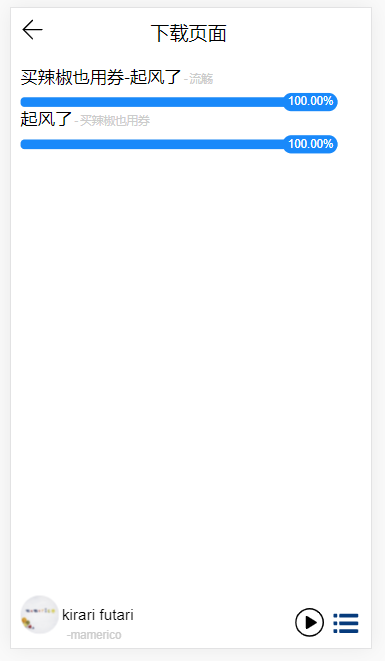 下载页面
买辣椒也用券-起风了 -流觞
100.00%
起风了 -买辣椒也用券
100.00%
kirari futari
-mamerico